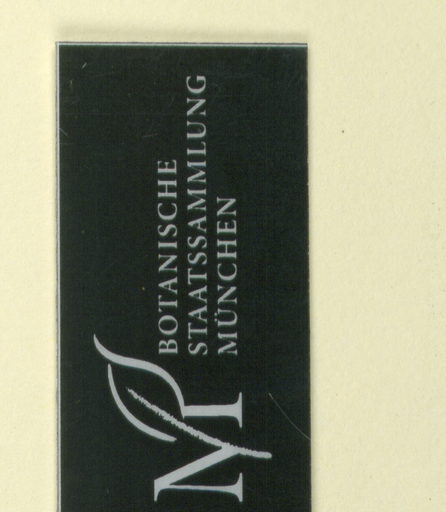 BOTANISCHE
STAATSSAMMLUNG
MÜNCHEN
M